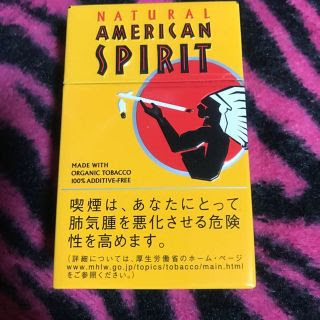 NATURAL
AMERICAN
SPIRIT
MADE WITH
ORGANIC TOBACCO
100% ADDITIVE-FREE
喫煙は、あなたにとって
肺気腫を悪化させる危険
性を高めます。
(詳細については、厚生労働省のホーム・ページ
www.mhlw.go.jp/topics/tobacco/main.html
をご参照ください。)